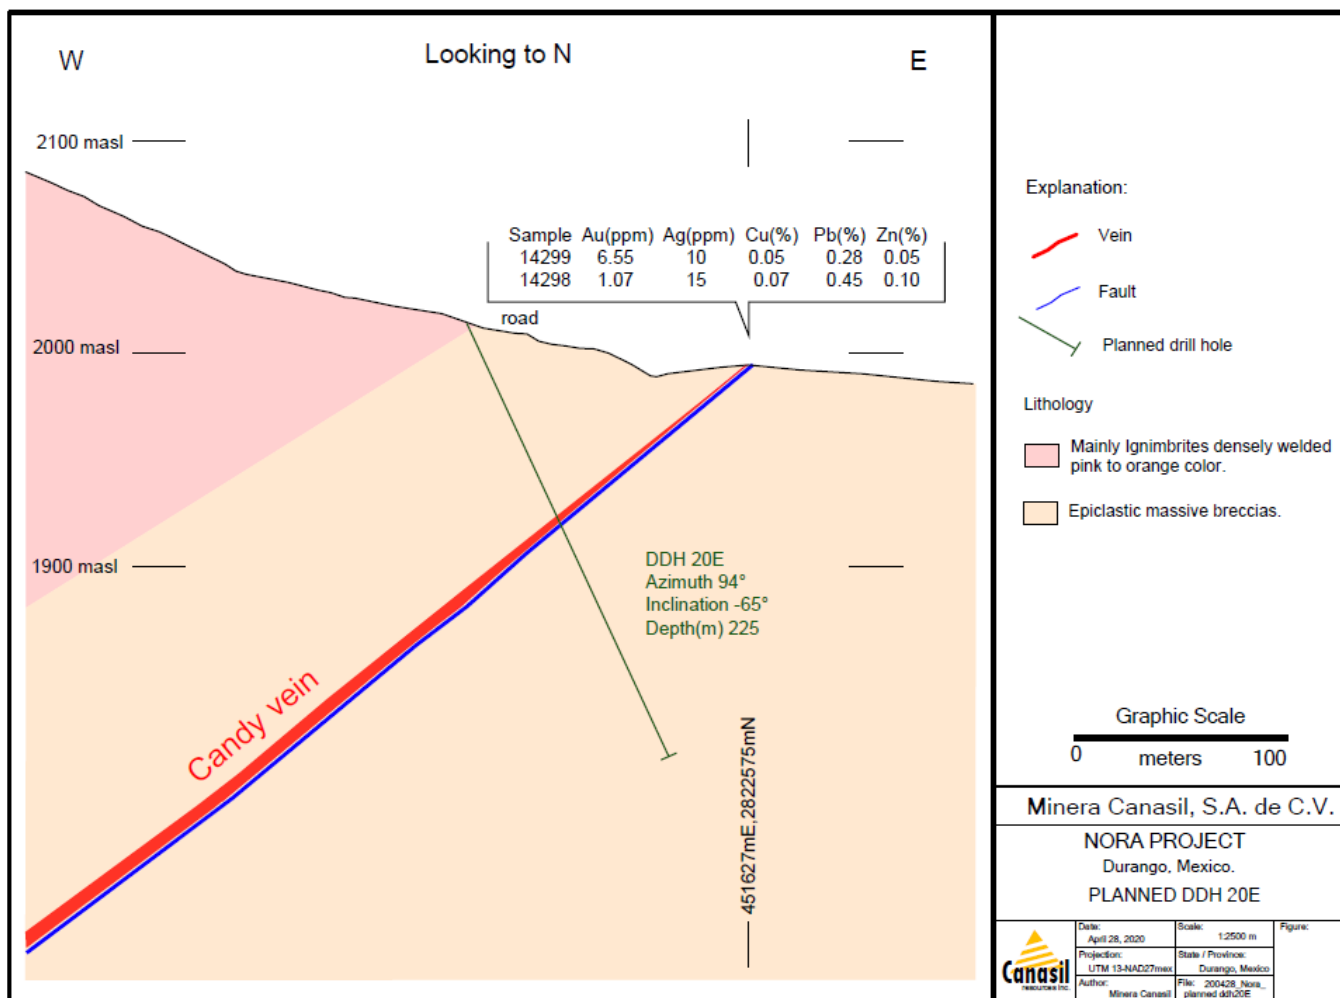 W
Looking to N
E
2100 masl
Sample Au(ppm) Ag(ppm) Cu(%) Pb(%) Zn(%)
14299 6.55 10 0.05 0.28 0.05
14298 1.07 15 0.07 0.45 0.10
road
2000 masl
1900 masl
DDH 20E
Azimuth 94°
Inclination -65°
Depth(m) 225
Candy vein
451627mE,2822575mN
Explanation:
Vein
Fault
Planned drill hole
Lithology
Mainly Ignimbrites densely welded
pink to orange color.
Epiclastic massive breccias.
Graphic Scale
0 meters 100
Minera Canasil, S.A. de C.V.
NORA PROJECT
Durango, Mexico.
PLANNED DDH 20E
Canasil
resources Inc.
Date:
April 28, 2020
Scale:
1:2500 m
Figure:
Projection:
UTM 13-NAD27mex
State / Province:
Durango, Mexico
Author:
Minera Canasil
File: 200428_Nora_
planned ddh20E